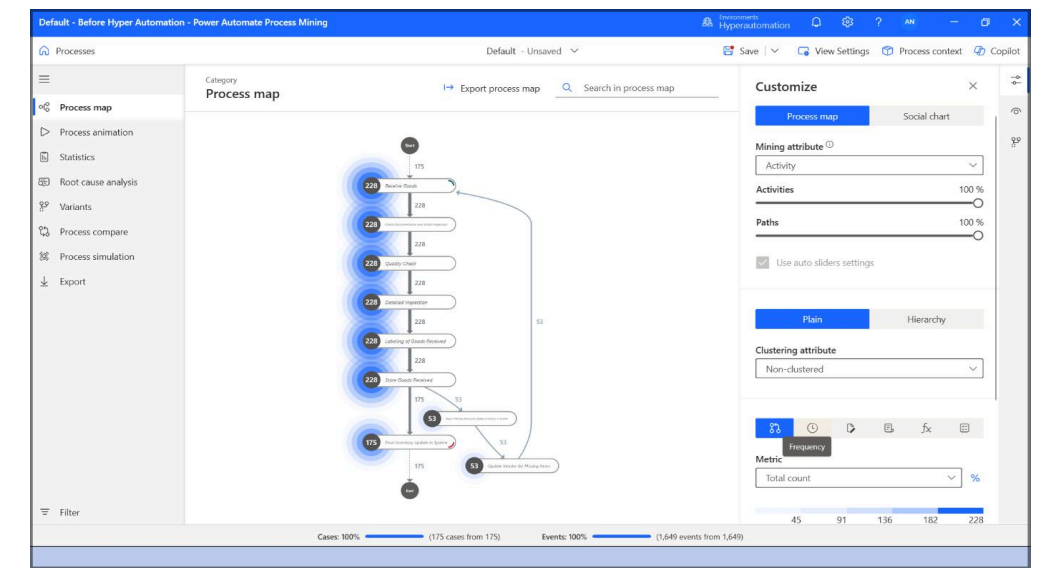 Default - Before Hyper Automation - Power Automate Process Mining
Environments
Hyperautomation
?
AN
Processes
Default - Unsaved
Save
View Settings
Process context
Copilot
Process map
Process animation
Statistics
Root cause analysis
Variants
Process compare
Process simulation
Export
Filter
Category
Process map
Export process map
Search in process map
Start
175
228 Receive Goods
228
228
228
228 Quality Check
228
228 Detailed Inspection
228
53
228 Labeling of Goods Received
228
228 Store Goods Received
175
53
53
175 Final Inventory Update in System
53
175
53 Update Vendor for Missing Items
End
Customize
Process map
Social chart
Mining attribute
Activity
Activities
100 %
Paths
100 %
Use auto sliders settings
Plain
Hierarchy
Clustering attribute
Non-clustered
fx
Frequency
Metric
Total count
%
45 91 136 182 228
Cases: 100% (175 cases from 175) Events: 100% (1,649 events from 1,649)